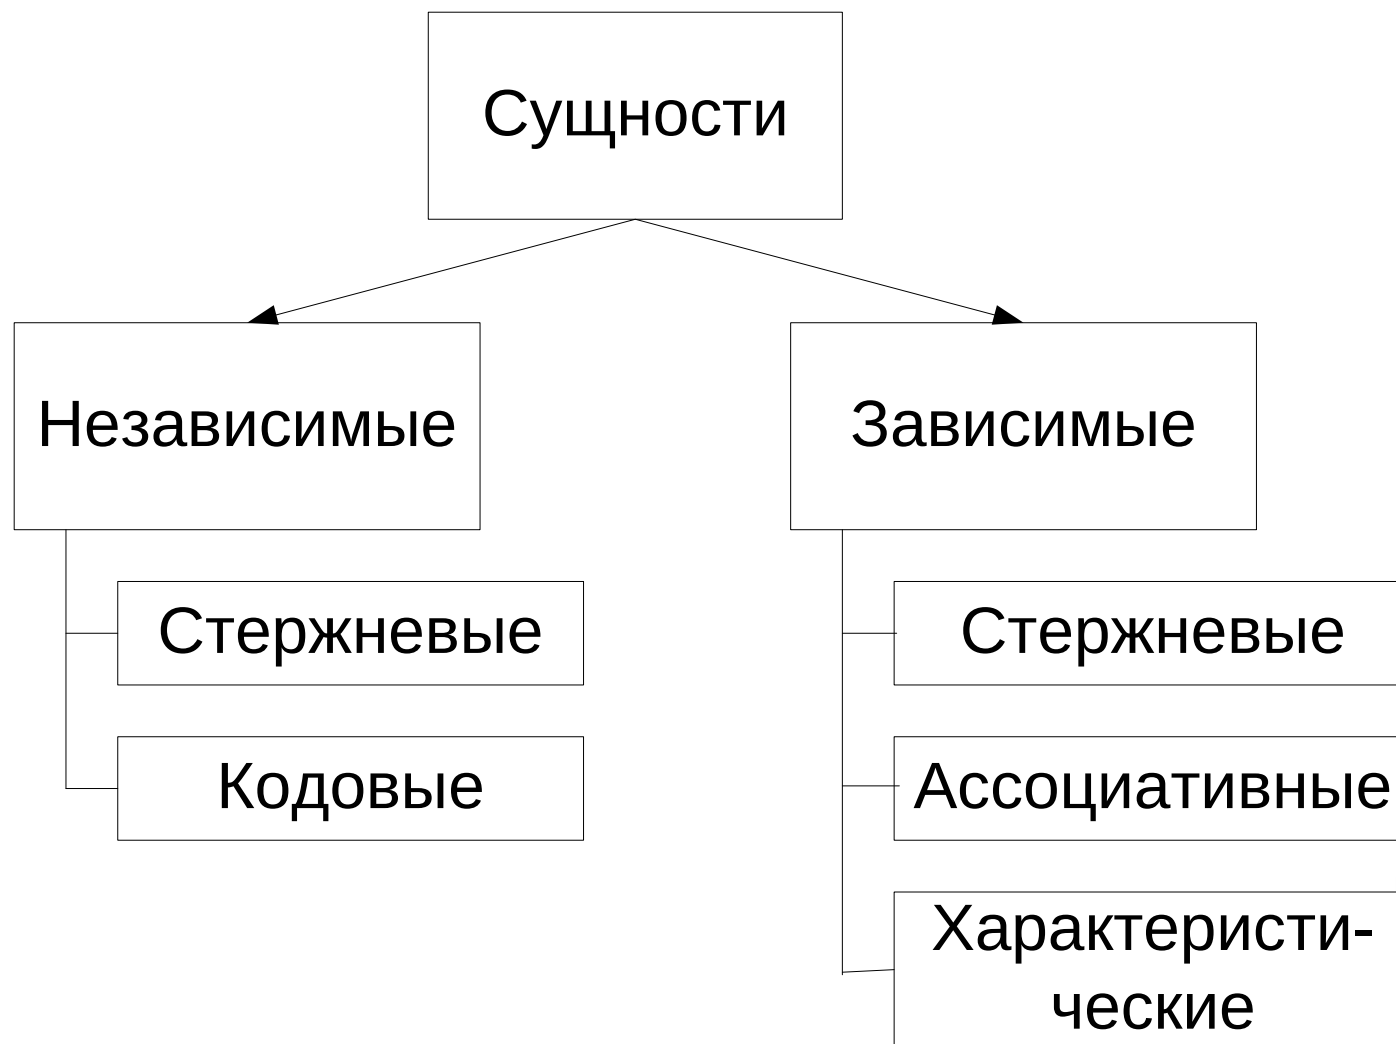 Сущности
Независимые
Зависимые
Стержневые
Стержневые
Кодовые
Ассоциативные
Характеристи-
ческие